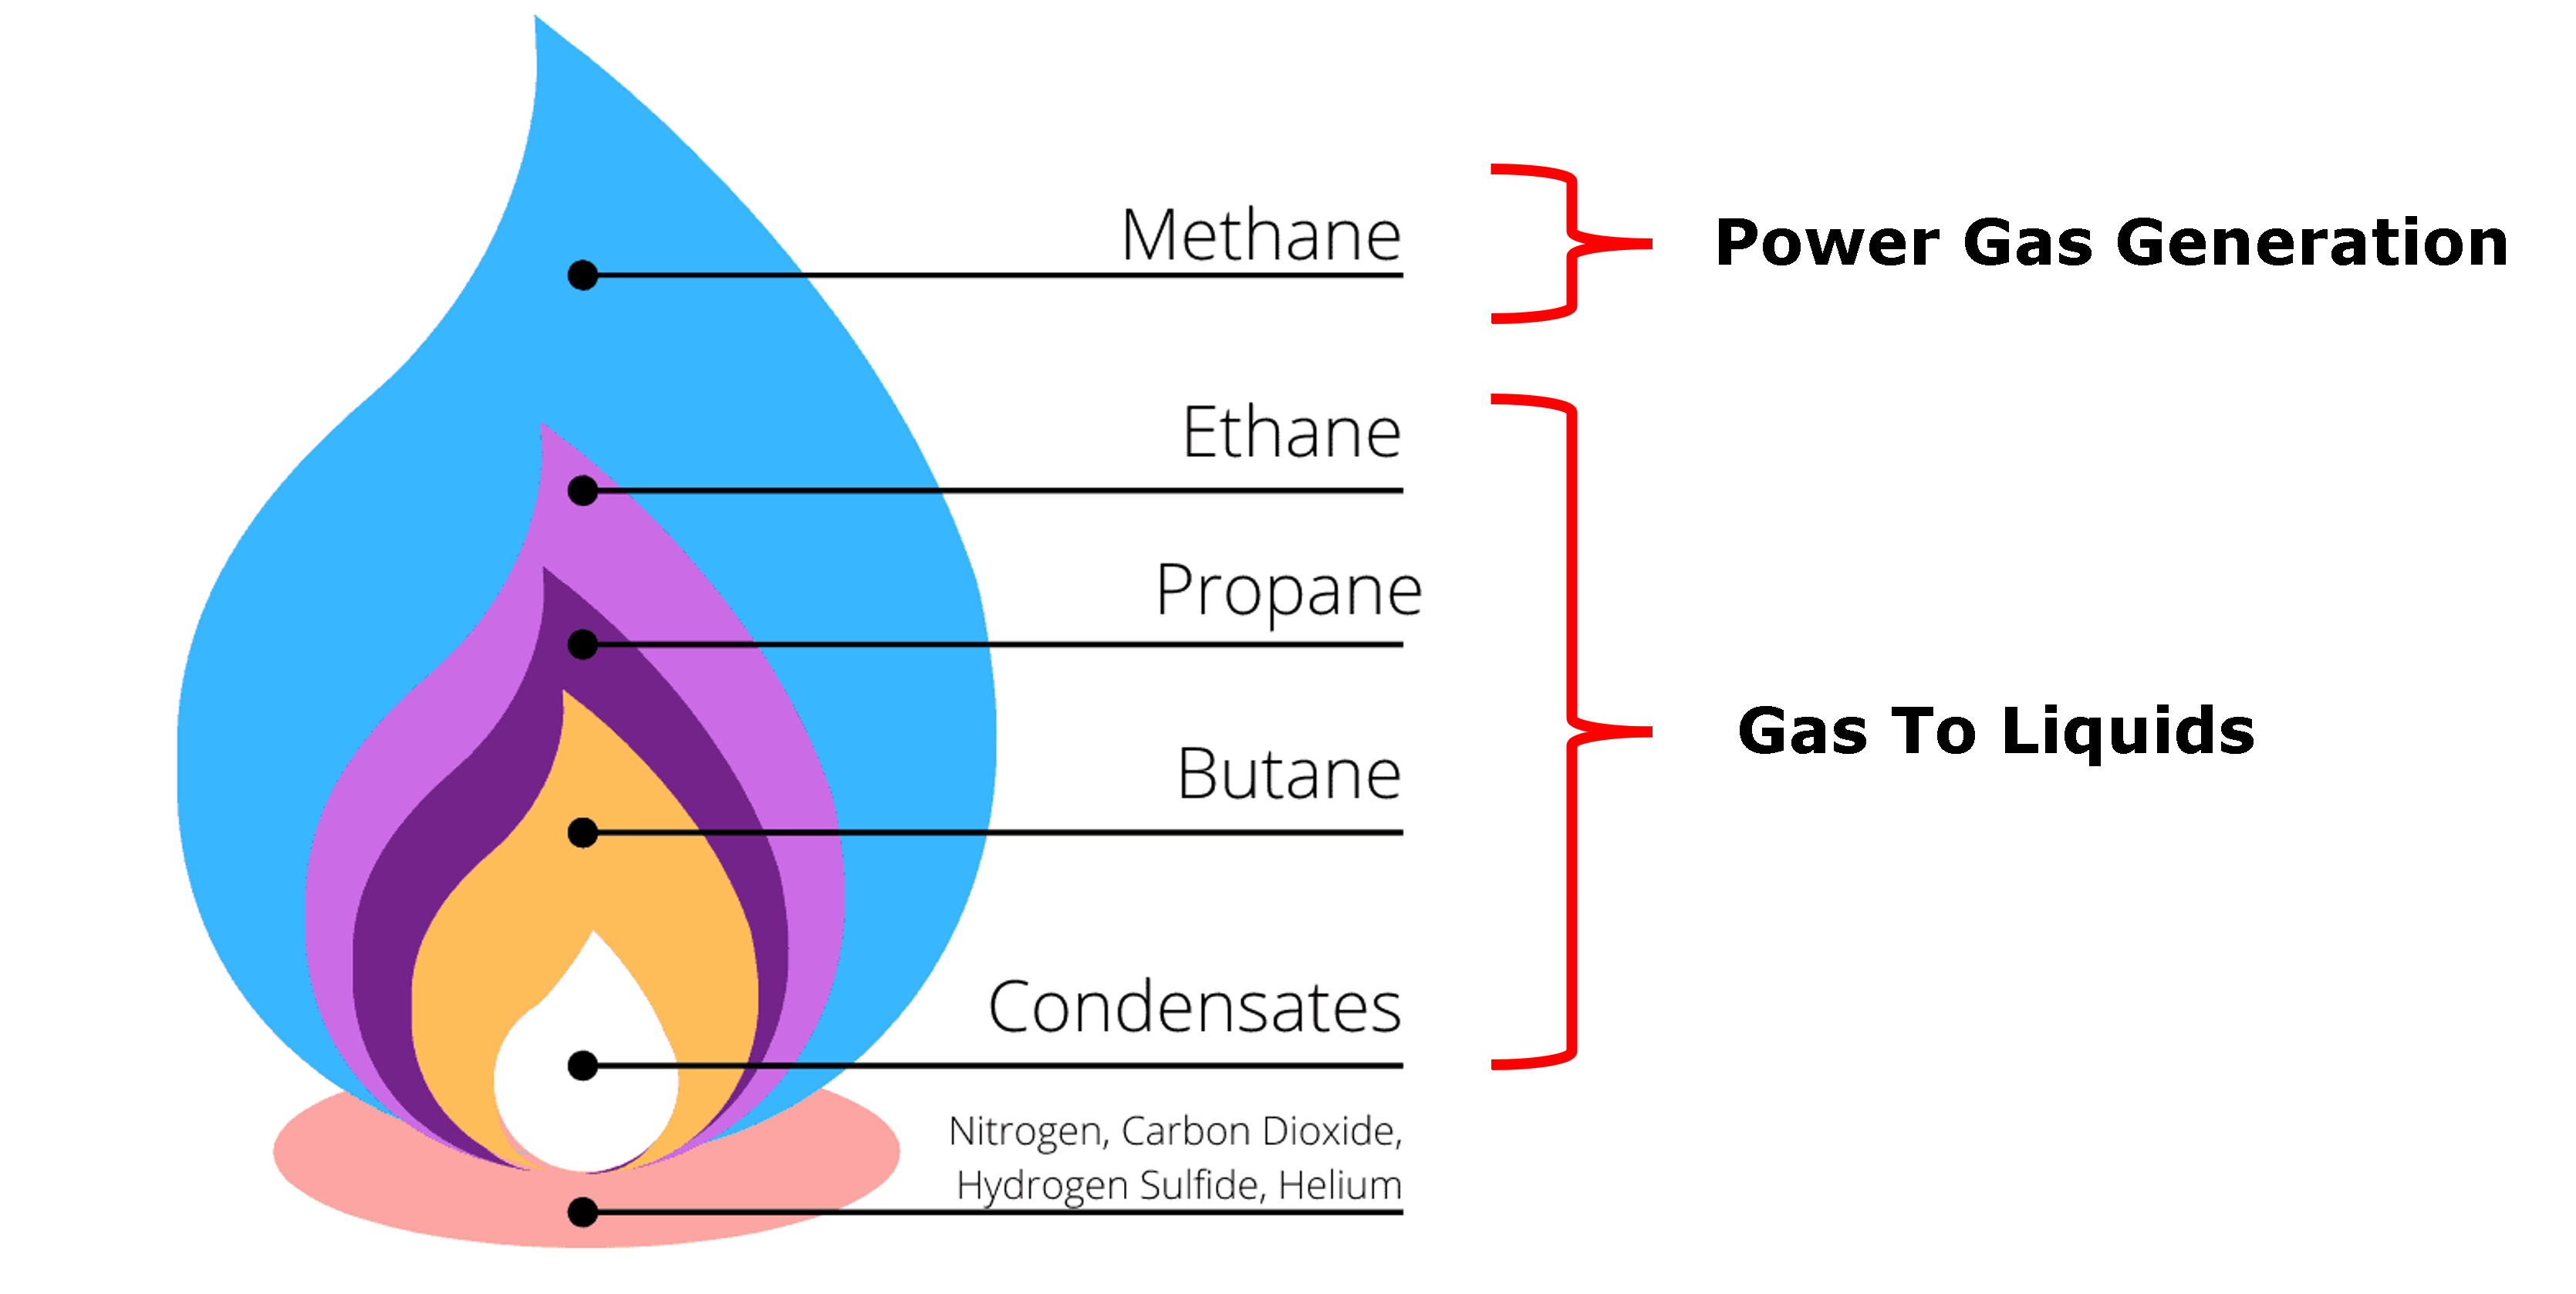 Methane
Power Gas Generation
Ethane
Propane
Butane
Gas To Liquids
Condensates
Nitrogen, Carbon Dioxide,
Hydrogen Sulfide, Helium